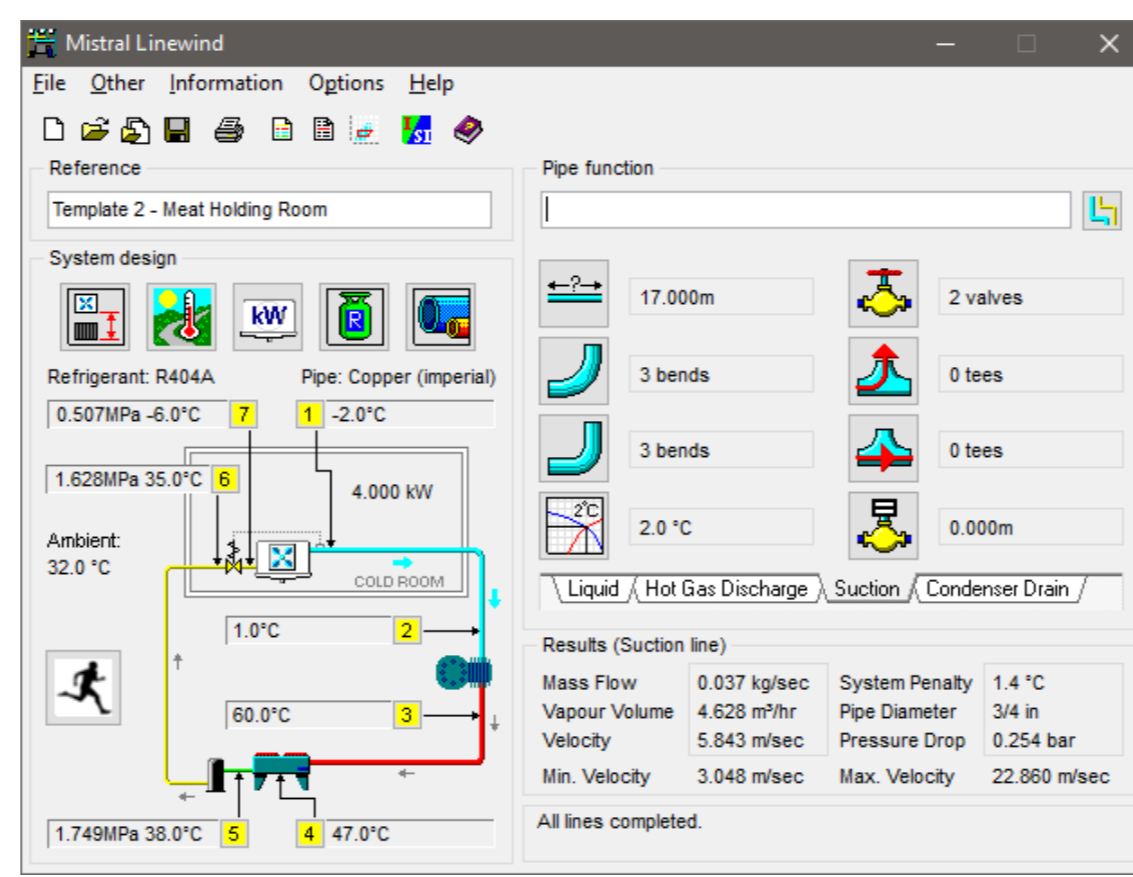 Mistral Linewind
File Other Information Options Help
Reference
Template 2 - Meat Holding Room
System design
kW
R
Refrigerant: R404A Pipe: Copper (imperial)
0.507MPa -6.0°C 7 1 -2.0°C
1.628MPa 35.0°C 6
4.000 kW
Ambient:
32.0 °C
COLD ROOM
1.0°C 2
60.0°C 3
1.749MPa 38.0°C 5 4 47.0°C
Pipe function
?
17.000m
2 valves
3 bends
0 tees
3 bends
0 tees
2°C
2.0 °C
0.000m
Liquid Hot Gas Discharge Suction Condenser Drain
Results (Suction line)
Mass Flow 0.037 kg/sec System Penalty 1.4 °C
Vapour Volume 4.628 m³/hr Pipe Diameter 3/4 in
Velocity 5.843 m/sec Pressure Drop 0.254 bar
Min. Velocity 3.048 m/sec Max. Velocity 22.860 m/sec
All lines completed.